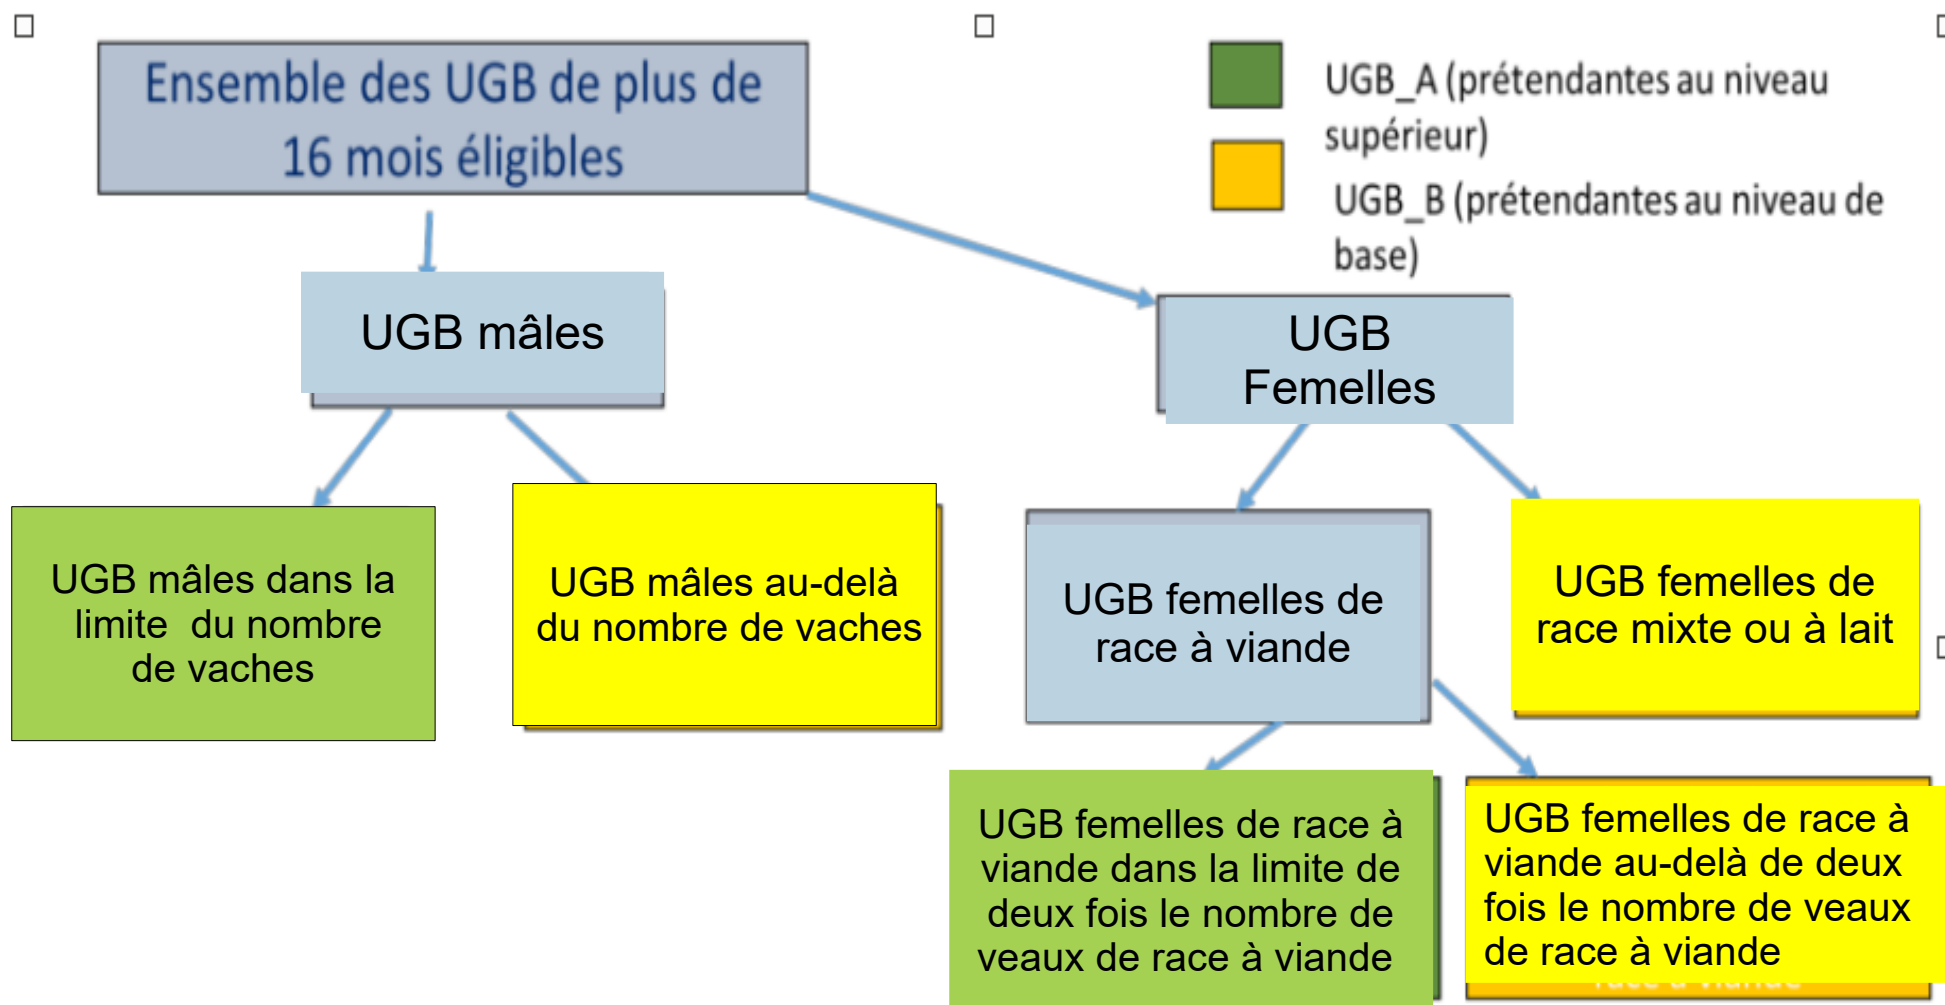 Ensemble des UGB de plus de
16 mois éligibles
UGB_A (prétendantes au niveau
supérieur)
UGB_B (prétendantes au niveau de
base)
UGB mâles
UGB
Femelles
UGB mâles dans la
limite du nombre
de vaches
UGB mâles au-delà
du nombre de vaches
UGB femelles de
race à viande
UGB femelles de
race mixte ou à lait
UGB femelles de race à
viande dans la limite de
deux fois le nombre de
veaux de race à viande
UGB femelles de race à
viande au-delà de deux
fois le nombre de veaux
de race à viande